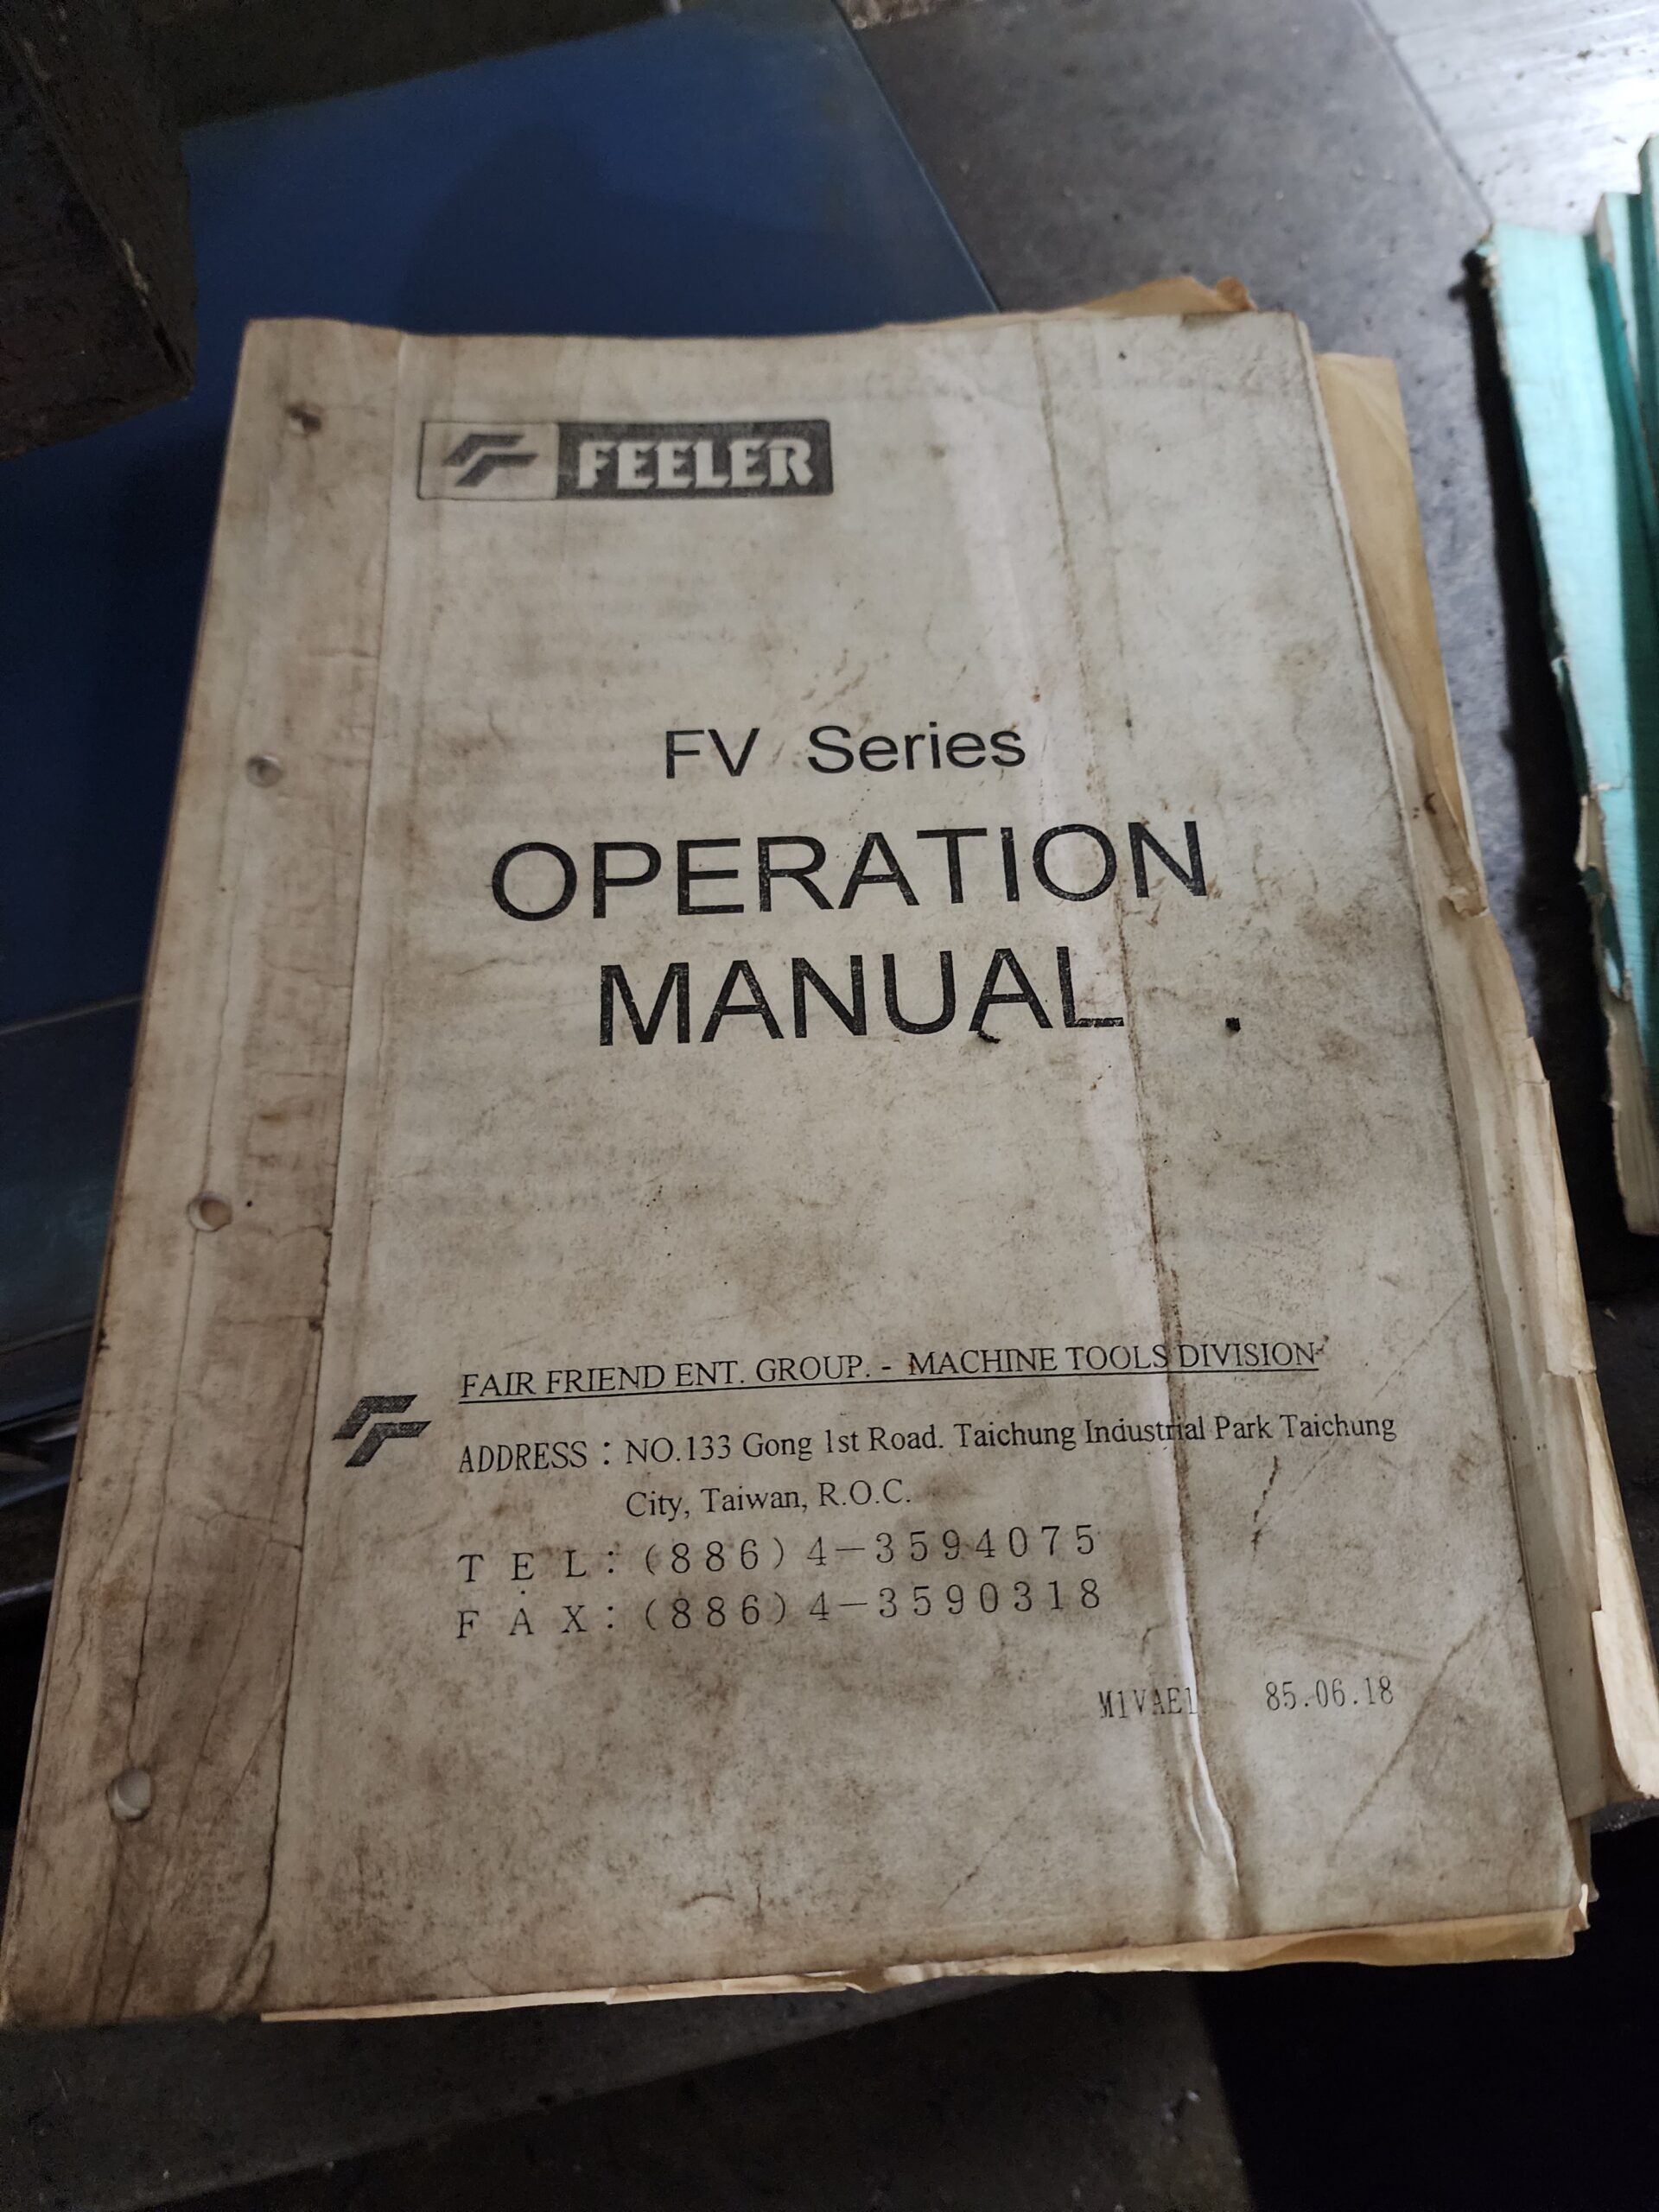 FEELER
FV Series
OPERATION
MANUAL
FAIR FRIEND ENT. GROUP. - MACHINE TOOLS DIVISION
ADDRESS : NO.133 Gong 1st Road. Taichung Industrial Park Taichung
City, Taiwan, R.O.C.
TEL: (886)4-3594075
FAX: (886)4-3590318
M1VAE1 85.06.18